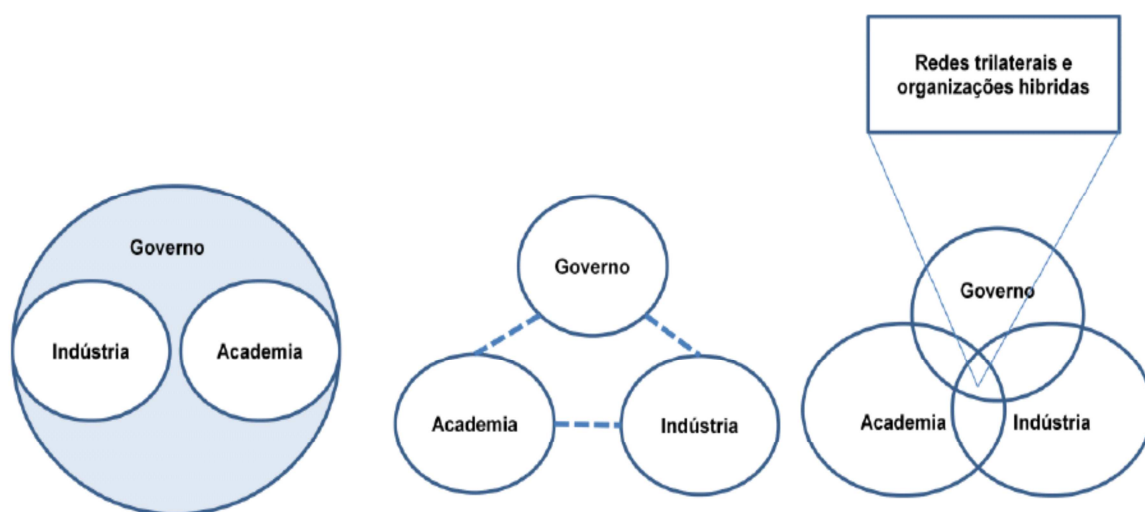 Governo
Indústria
Academia
Governo
Academia
Indústria
Redes trilaterais e
organizações hibridas
Governo
Academia
Indústria